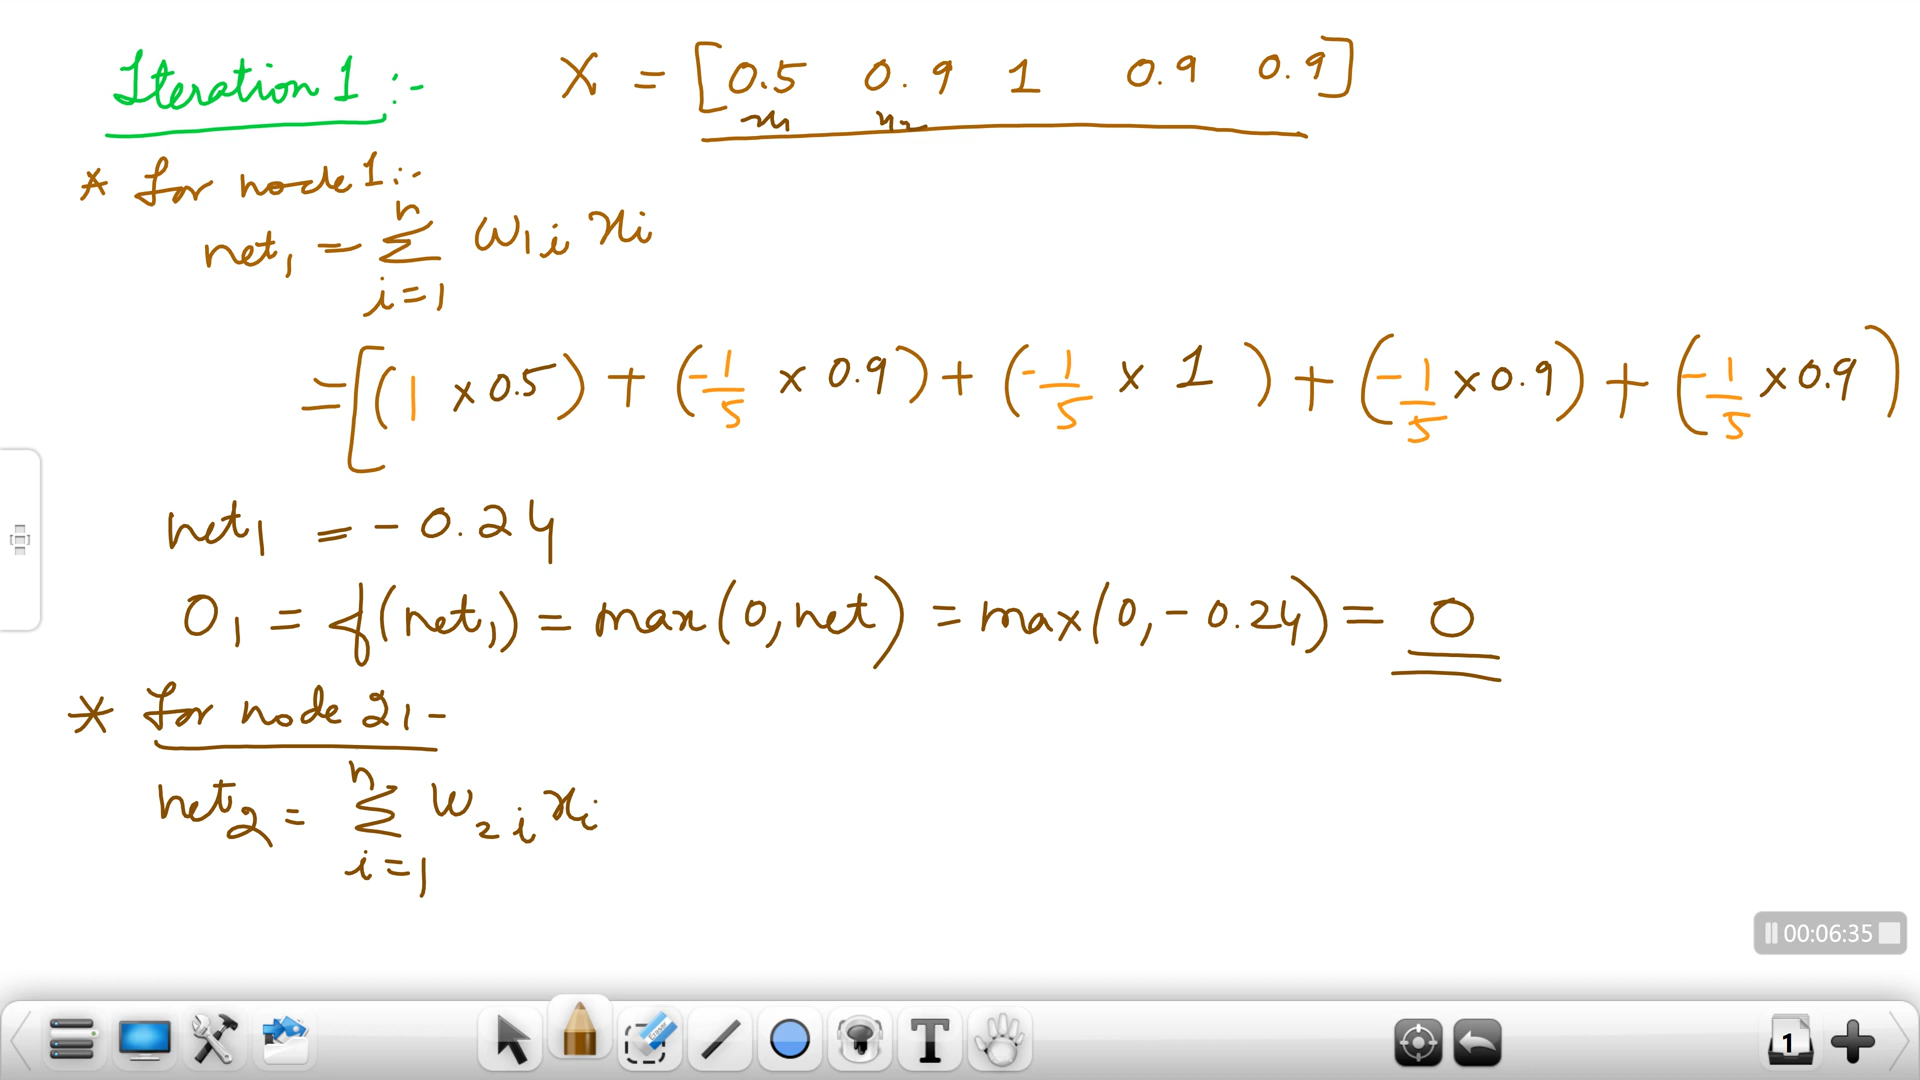 Iteration 1 :- X = [0.5 0.9 1 0.9 0.9]
x1 x2
* for node 1 :-
net1 = n Σ i=1 w1i xi
= [(1 × 0.5) + (-1/5 × 0.9) + (-1/5 × 1) + (-1/5 × 0.9) + (-1/5 × 0.9)
net1 = -0.24
O1 = f(net1) = max(0, net) = max(0, -0.24) = 0
* for node 2 :-
net2 = n Σ i=1 w2i xi
00:06:35
T 1